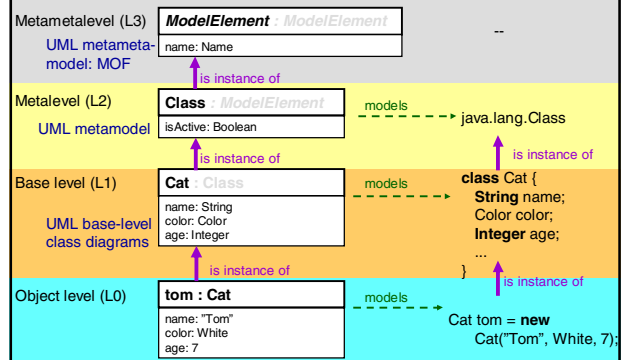 Metametalevel (L3)
ModelElement : ModelElement
--
UML metameta-
model: MOF
name: Name
is instance of
Metalevel (L2)
Class : ModelElement
models
java.lang.Class
UML metamodel
isActive: Boolean
is instance of
is instance of
Base level (L1)
Cat : Class
models
class Cat {
String name;
Color color;
Integer age;
...
}
name: String
color: Color
age: Integer
UML base-level
class diagrams
is instance of
is instance of
Object level (L0)
tom : Cat
models
name: "Tom"
color: White
age: 7
Cat tom = new
Cat("Tom", White, 7);